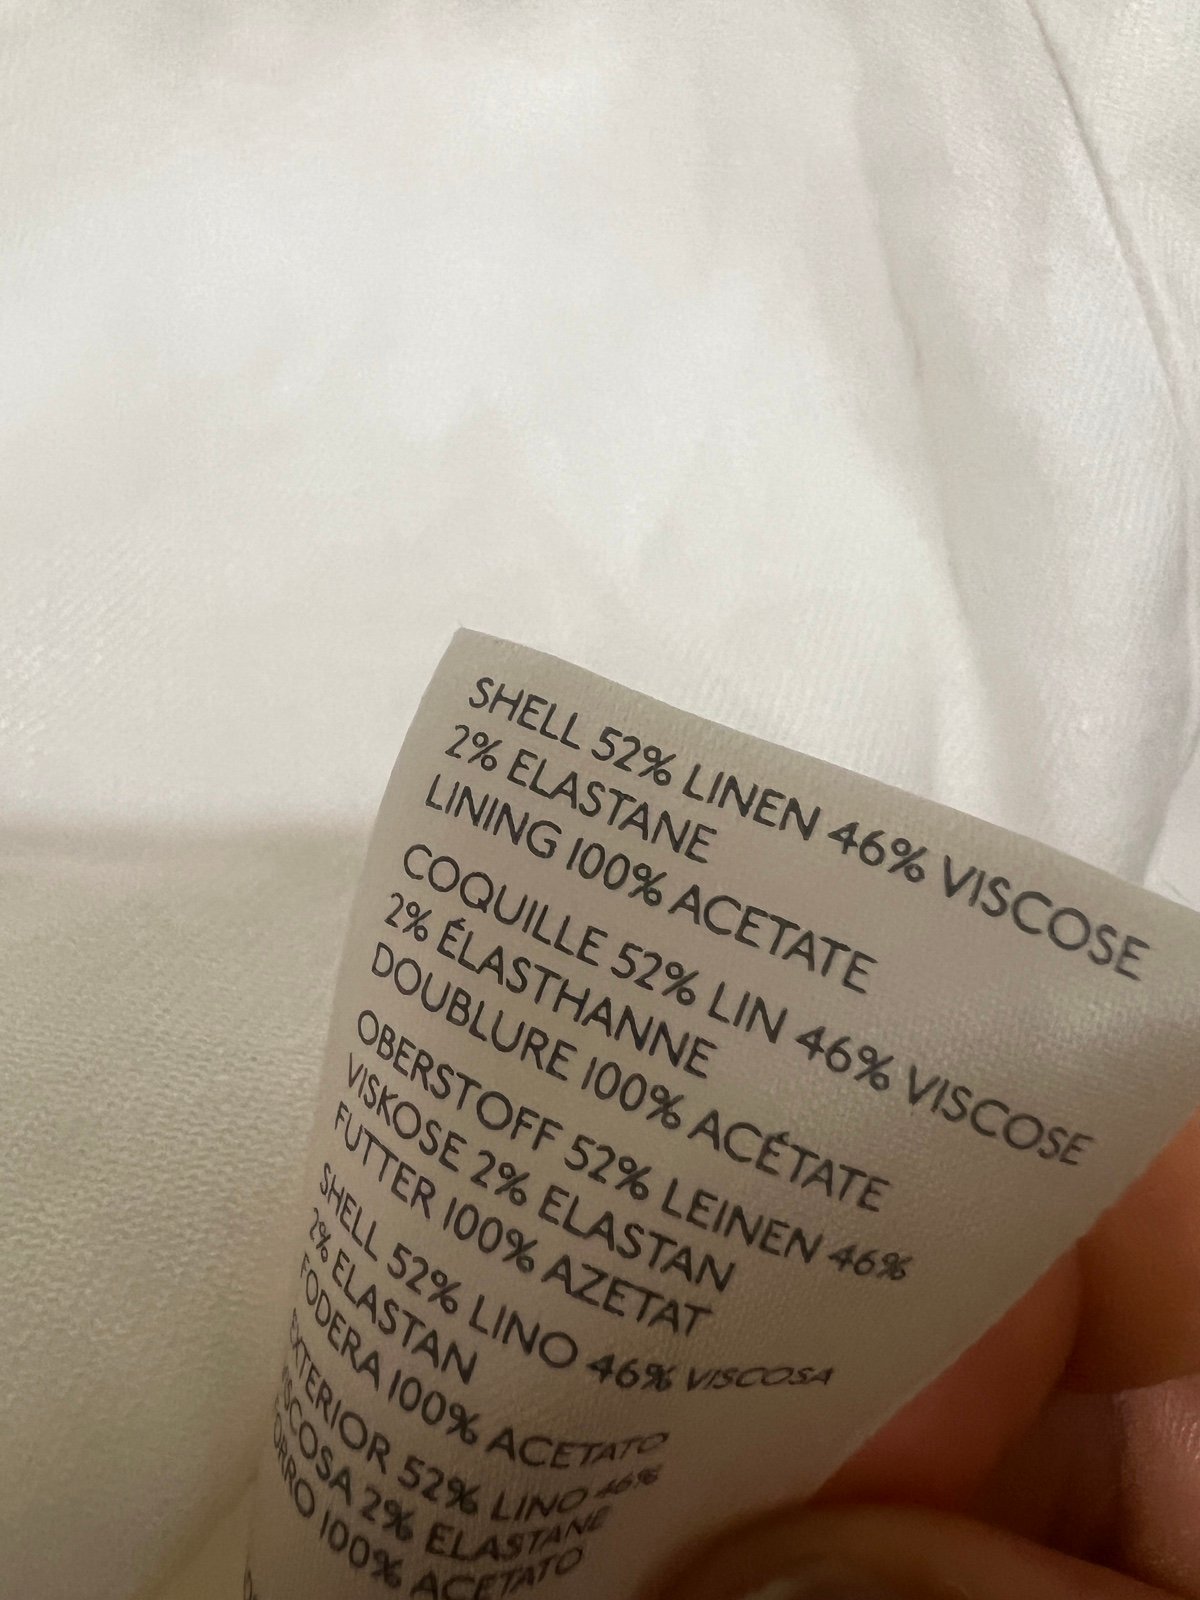 SHELL 52% LINEN 46% VISCOSE
2% ELASTANE
LINING 100% ACETATE
COQUILLE 52% LIN 46% VISCOSE
2% ÉLASTHANNE
DOUBLURE 100% ACÉTATE
OBERSTOFF 52% LEINEN 46%
VISKOSE 2% ELASTAN
FUTTER 100% AZETAT
SHELL 52% LINO 46% VISCOSA
2% ELASTAN
FODERA 100% ACETATO
EXTERIOR 52% LINO 46%
VISCOSA 2% ELASTANE
FORRO 100% ACETATO